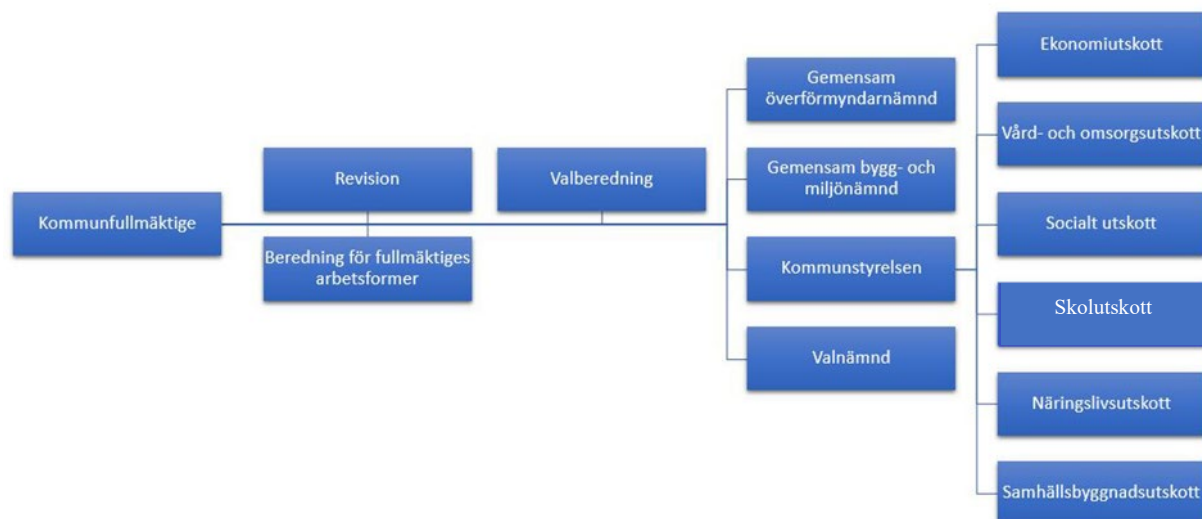 Kommunfullmäktige
Revision
Beredning för fullmäktiges
arbetsformer
Valberedning
Gemensam
överförmyndarnämnd
Gemensam bygg- och
miljönämnd
Kommunstyrelsen
Valnämnd
Ekonomiutskott
Vård- och omsorgsutskott
Socialt utskott
Skolutskott
Näringslivsutskott
Samhällsbyggnadsutskott